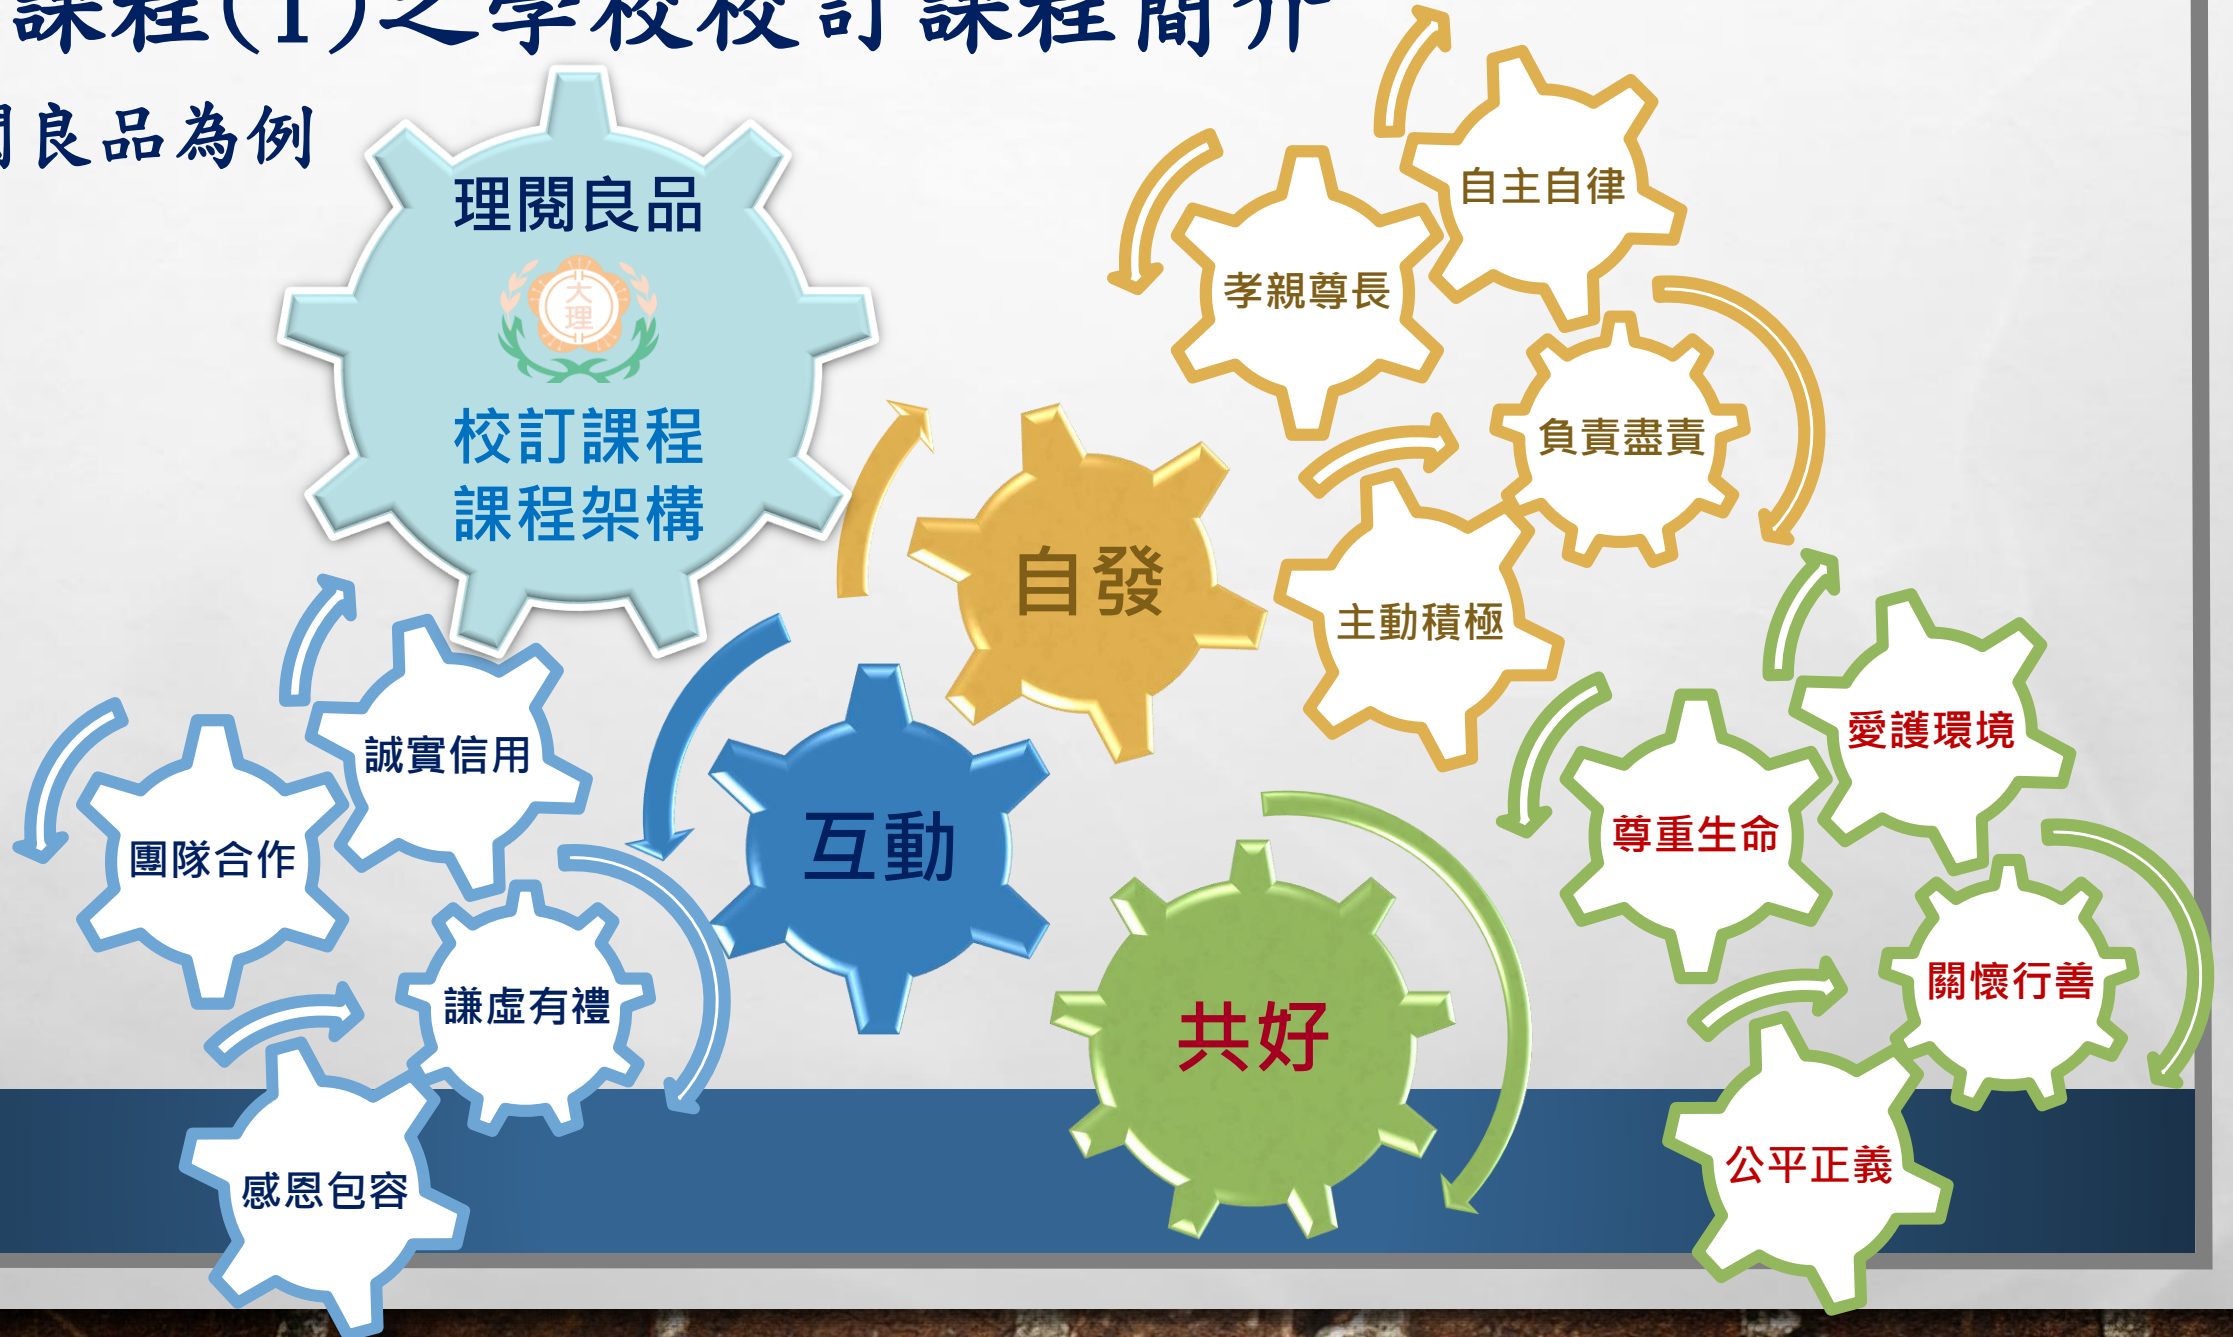 課程(1)之學校校訂課程簡介
閱良品為例
理閱良品
大
理
校訂課程
課程架構
自發
互動
共好
自主自律
孝親尊長
負責盡責
主動積極
誠實信用
團隊合作
謙虛有禮
感恩包容
愛護環境
尊重生命
關懷行善
公平正義